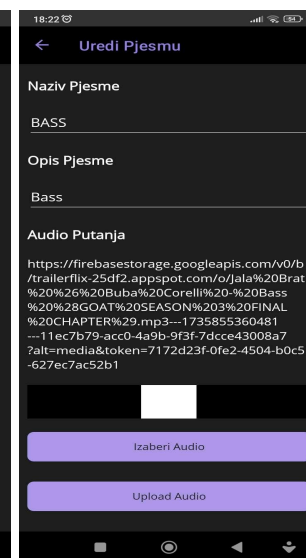 18:22
54
Uredi Pjesmu
Naziv Pjesme
BASS
Opis Pjesme
Bass
Audio Putanja
https://firebasestorage.googleapis.com/v0/b
/trailerflix-25df2.appspot.com/o/Jala%20Brat
%20%26%20Buba%20Corelli%20-%20Bass
%20%28GOAT%20SEASON%203%20FINAL
%20CHAPTER%29.mp3---1735855360481
---11ec7b79-acc0-4a9b-9f3f-7dcce43008a7
?alt=media&token=7172d23f-0fe2-4504-b0c5
-627ec7ac52b1
Izaberi Audio
Upload Audio